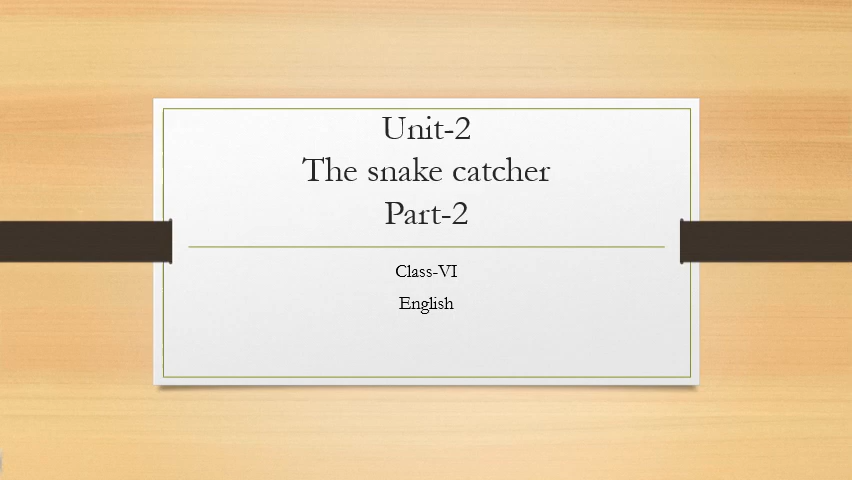 Unit-2
The snake catcher
Part-2
Class-VI
English